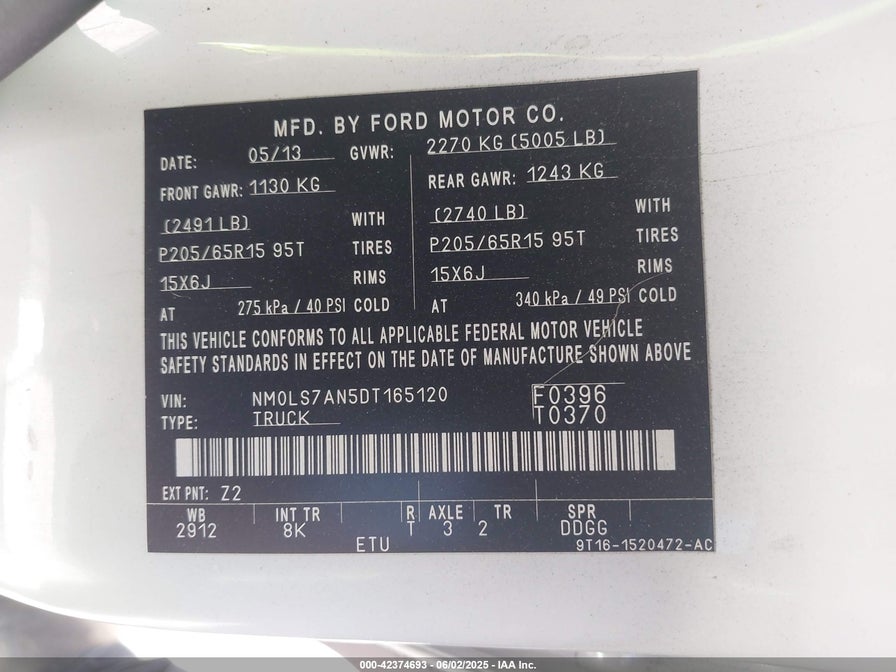 MFD. BY FORD MOTOR CO.
DATE: 05/13 GVWR: 2270 KG (5005 LB)
FRONT GAWR: 1130 KG REAR GAWR: 1243 KG
(2491 LB) WITH (2740 LB) WITH
P205/65R15 95T TIRES P205/65R15 95T TIRES
15X6J RIMS 15X6J RIMS
AT 275 kPa / 40 PSI COLD AT 340 kPa / 49 PSI COLD
THIS VEHICLE CONFORMS TO ALL APPLICABLE FEDERAL MOTOR VEHICLE
SAFETY STANDARDS IN EFFECT ON THE DATE OF MANUFACTURE SHOWN ABOVE
VIN: NM0LS7AN5DT165120 F0396
TYPE: TRUCK T0370
EXT PNT: Z2
WB INT TR R AXLE TR SPR
2912 8K T 3 2 DDGG
ETU 9T16-1520472-AC
000-42374693 - 06/02/2025 - IAA Inc.